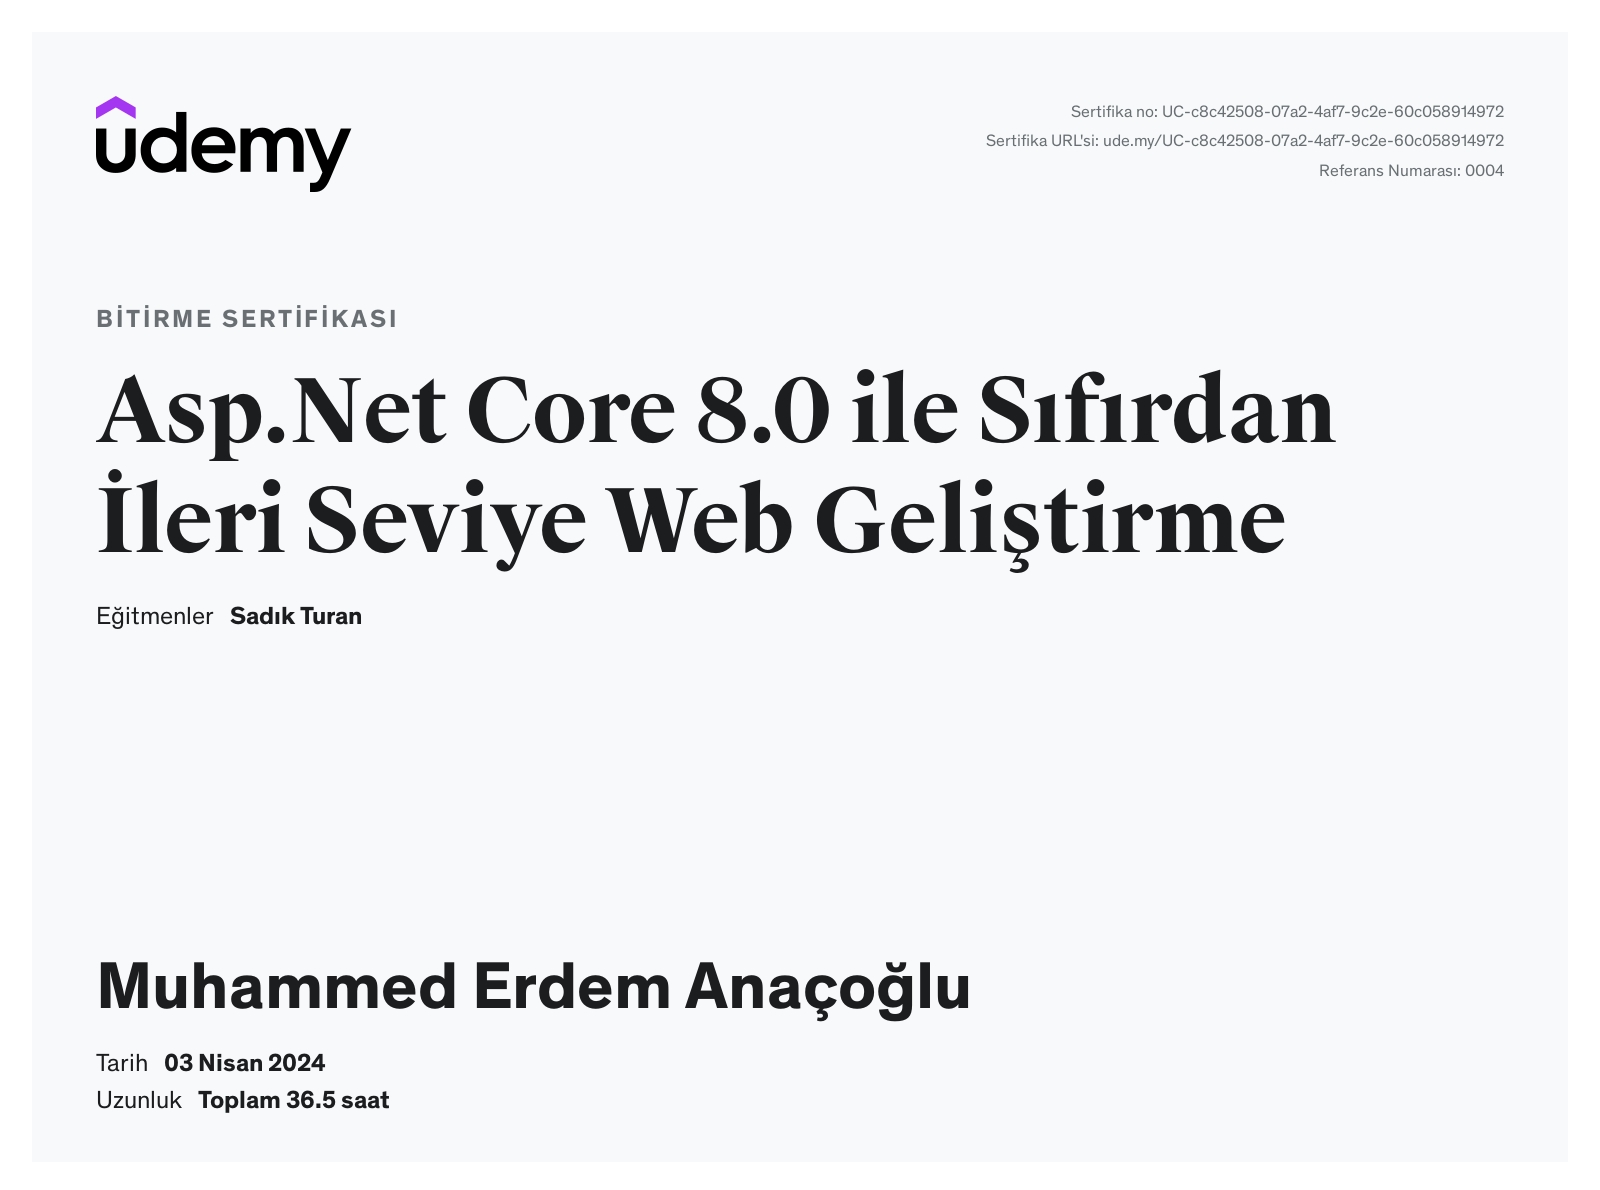 udemy
Sertifika no: UC-c8c42508-07a2-4af7-9c2e-60c058914972
Sertifika URL'si: ude.my/UC-c8c42508-07a2-4af7-9c2e-60c058914972
Referans Numarası: 0004
BİTİRME SERTİFİKASI
Asp.Net Core 8.0 ile Sıfırdan
İleri Seviye Web Geliştirme
Eğitmenler Sadık Turan
Muhammed Erdem Anaçoğlu
Tarih 03 Nisan 2024
Uzunluk Toplam 36.5 saat